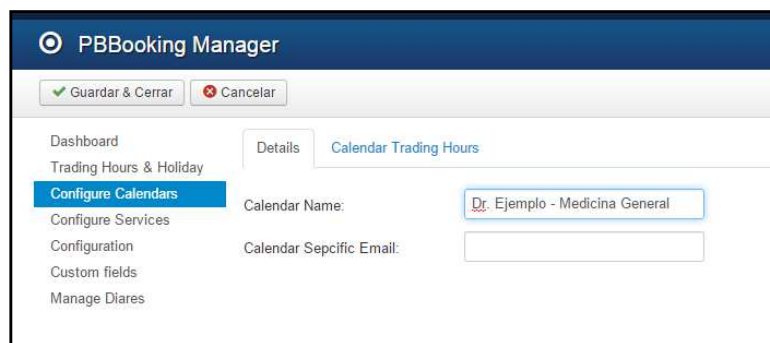 PBBooking Manager
Guardar & Cerrar Cancelar
Dashboard
Trading Hours & Holiday
Configure Calendars
Configure Services
Configuration
Custom fields
Manage Diares
Details Calendar Trading Hours
Calendar Name: Dr. Ejemplo - Medicina General
Calendar Sepcific Email: